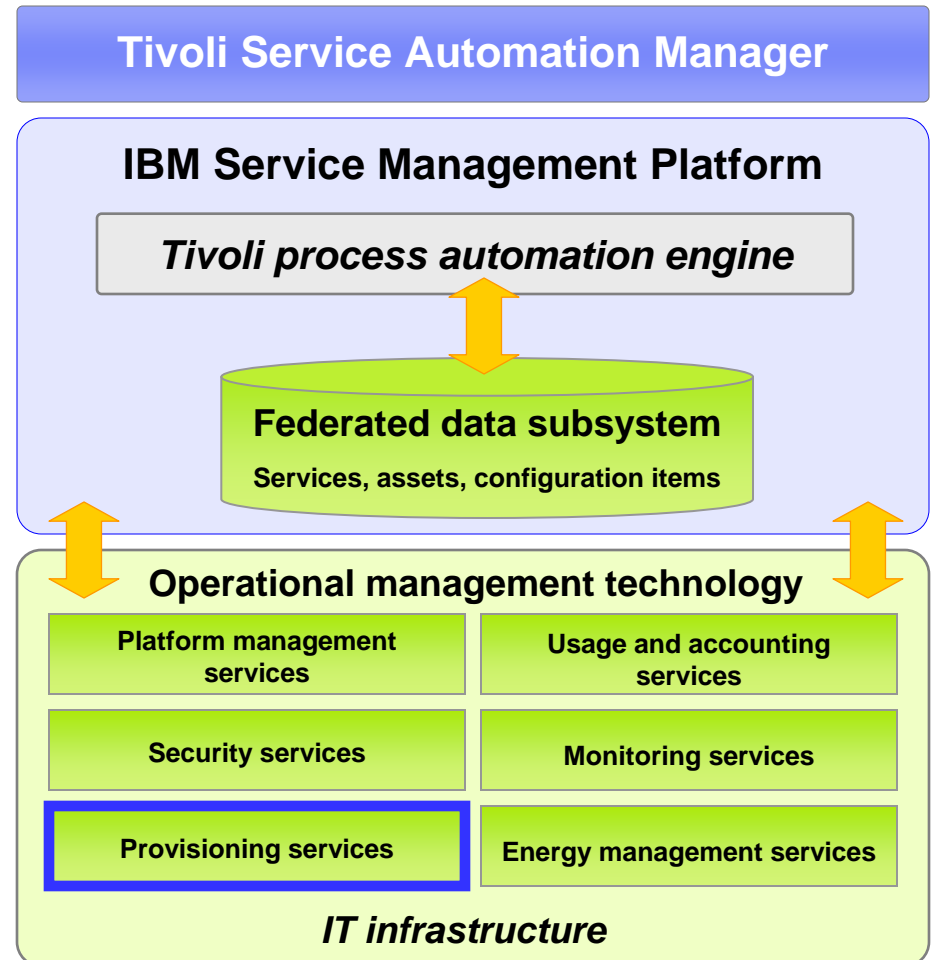 Tivoli Service Automation Manager
IBM Service Management Platform
Tivoli process automation engine
Federated data subsystem
Services, assets, configuration items
Operational management technology
Platform management
services
Usage and accounting
services
Security services
Monitoring services
Provisioning services
Energy management services
IT infrastructure